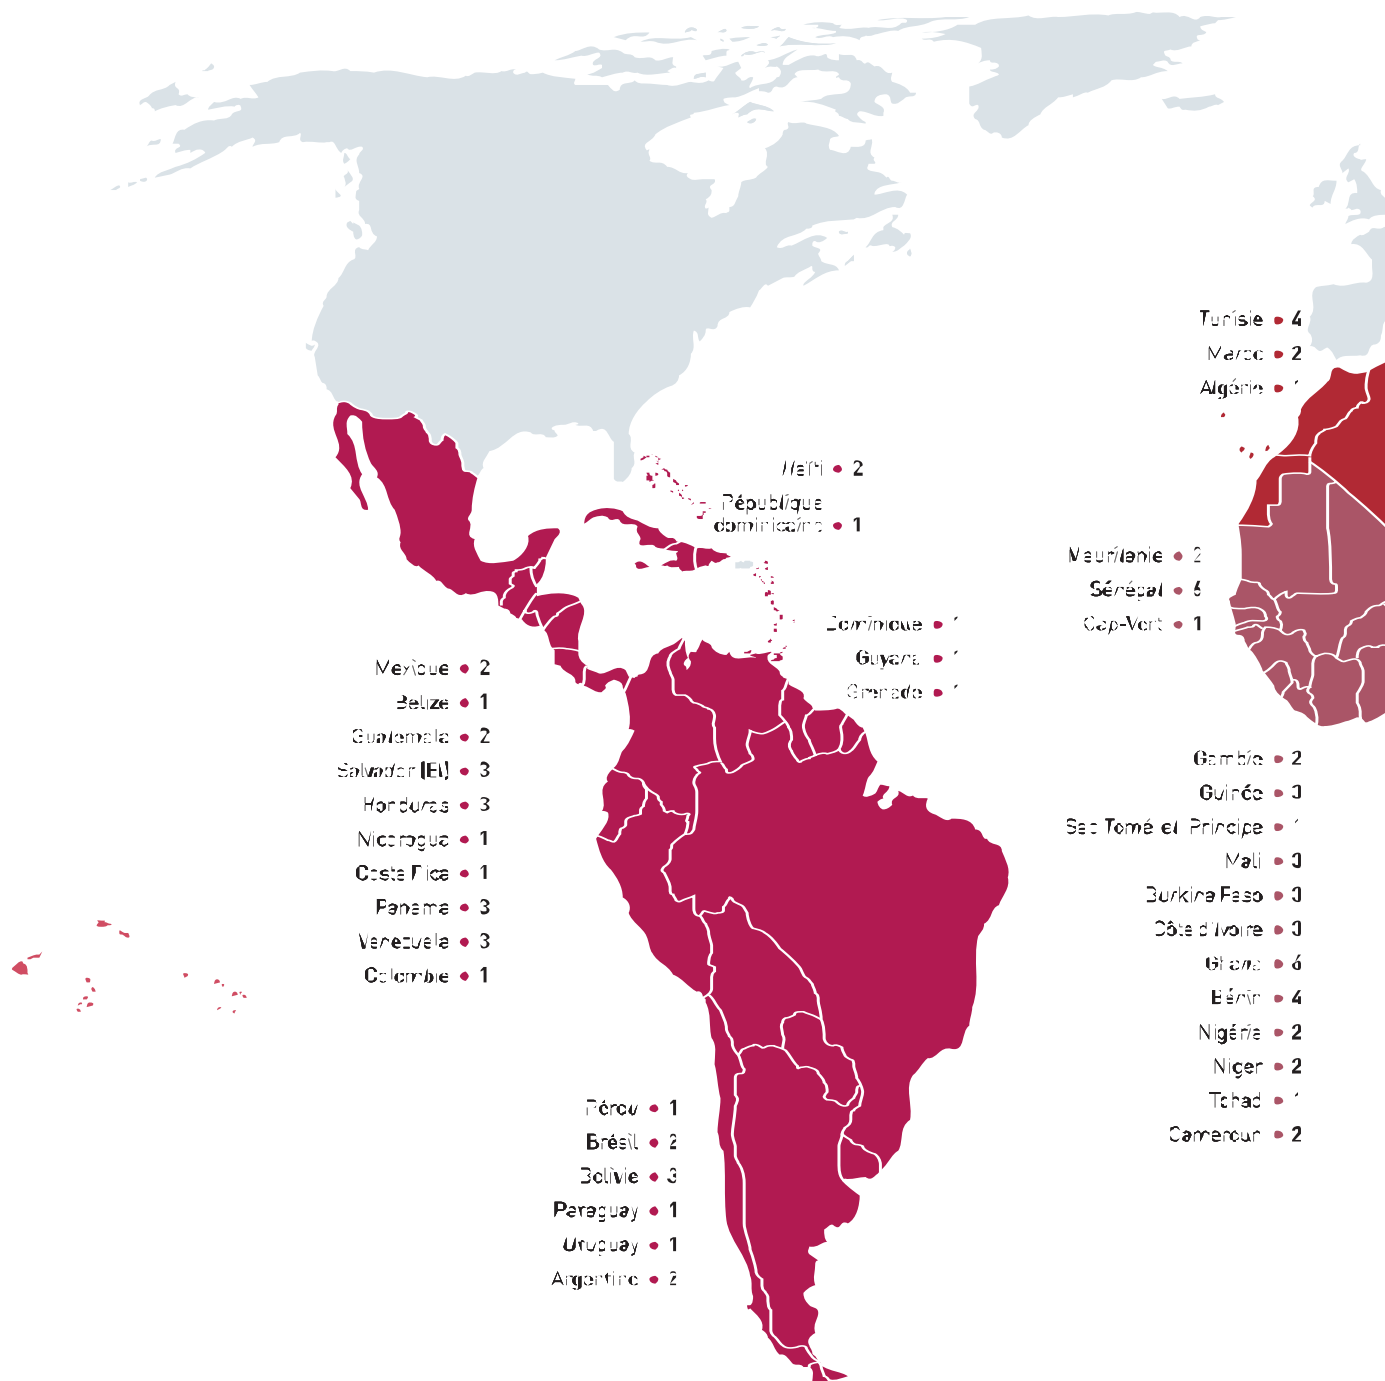 Tunisie • 4
Maroc • 2
Algérie • 1
Haïti • 2
République
dominicaine • 1
Mauritanie • 2
Sénégal • 6
Cap-Vert • 1
Dominique • 1
Guyana • 1
Grenade • 1
Mexique • 2
Belize • 1
Guatemala • 2
Salvador (El) • 3
Honduras • 3
Nicaragua • 1
Costa Rica • 1
Panama • 3
Venezuela • 3
Colombie • 1
Gambie • 2
Guinée • 3
Sao Tomé et Principe • 1
Mali • 3
Burkina Faso • 3
Côte d'Ivoire • 3
Ghana • 6
Bénin • 4
Nigéria • 2
Niger • 2
Tchad • 1
Cameroun • 2
Pérou • 1
Brésil • 2
Bolivie • 3
Paraguay • 1
Uruguay • 1
Argentine • 2